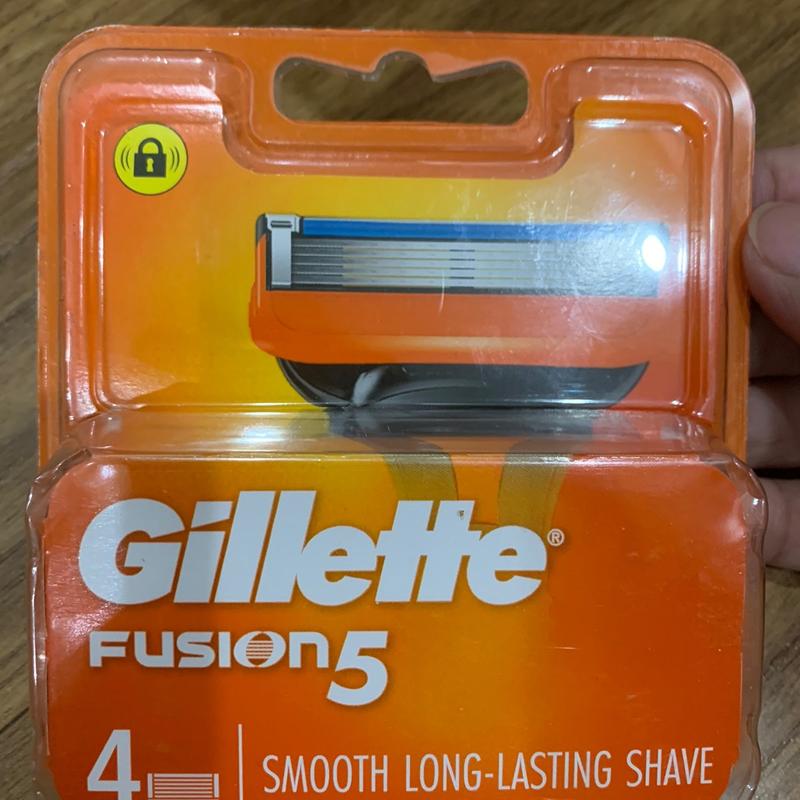 Gillette®
FUSION5
4
SMOOTH LONG-LASTING SHAVE